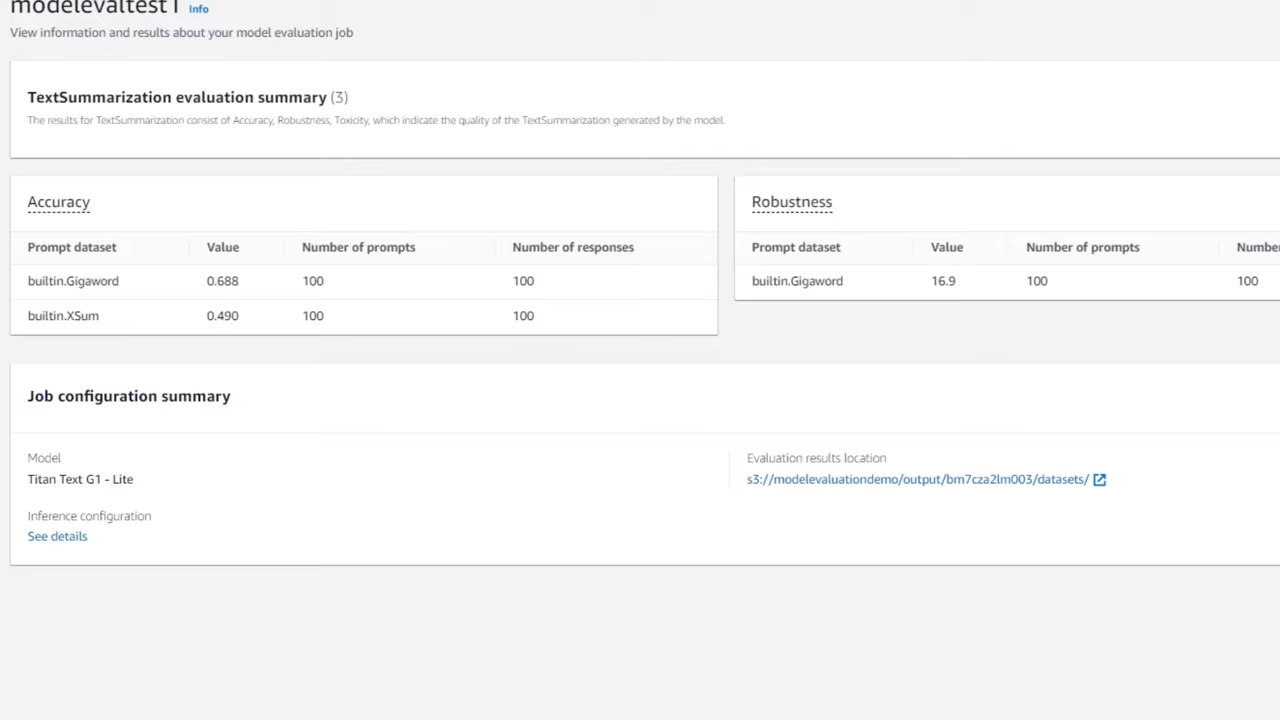 modelevaltest1 Info
View information and results about your model evaluation job
TextSummarization evaluation summary (3)
The results for TextSummarization consist of Accuracy, Robustness, Toxicity, which indicate the quality of the TextSummarization generated by the model.
Accuracy
Prompt dataset Value Number of prompts Number of responses
builtin.Gigaword 0.688 100 100
builtin.XSum 0.490 100 100
Robustness
Prompt dataset Value Number of prompts
builtin.Gigaword 16.9 100 100
Job configuration summary
Model
Titan Text G1 - Lite
Inference configuration
See details
Evaluation results location
s3://modelevaluationdemo/output/bm7cza2lm003/datasets/